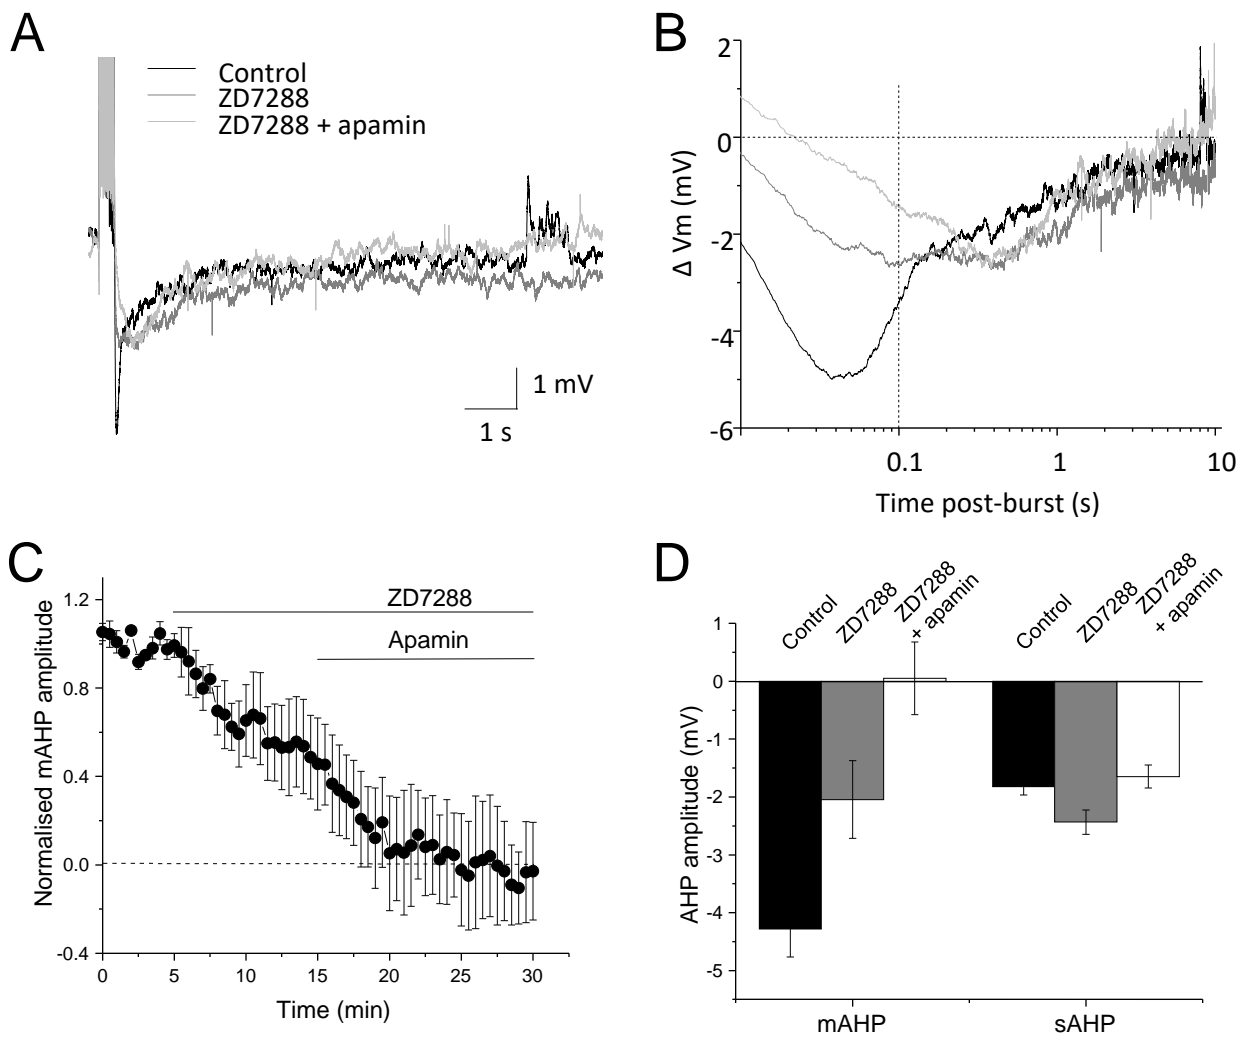 A
Control
ZD7288
ZD7288 + apamin
1 mV
1 s
B
2
0
-2
-4
-6
Δ Vm (mV)
0.1
1
10
Time post-burst (s)
C
Normalised mAHP amplitude
1.2
0.8
0.4
0.0
-0.4
ZD7288
Apamin
0
5
10
15
20
25
30
Time (min)
D
Control
ZD7288
ZD7288
+ apamin
Control
ZD7288
ZD7288
+ apamin
AHP amplitude (mV)
1
0
-1
-2
-3
-4
-5
mAHP
sAHP